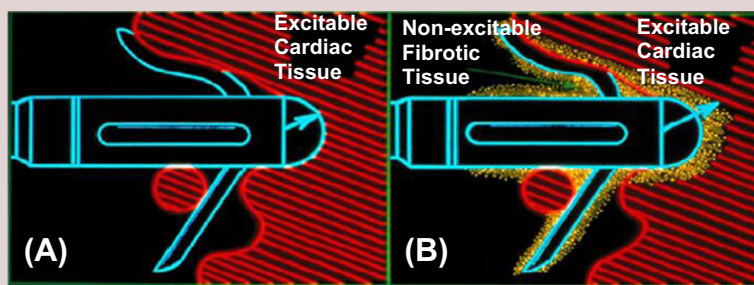 Excitable
Cardiac
Tissue
(A)
Non-excitable
Fibrotic
Tissue
Excitable
Cardiac
Tissue
(B)